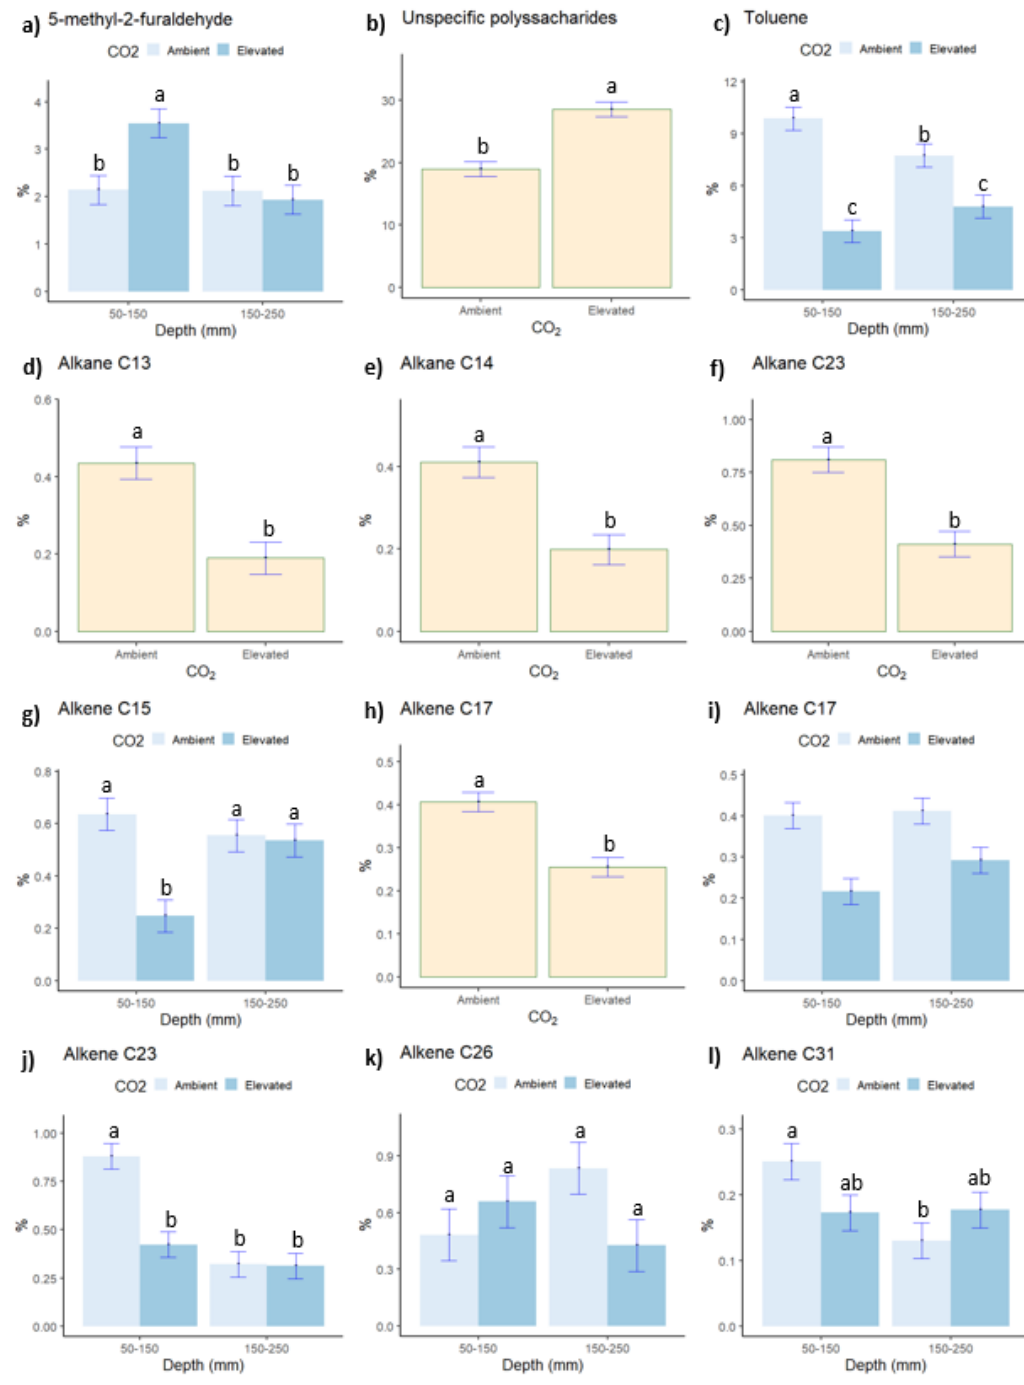 a) 5-methyl-2-furaldehyde
CO2 Ambient Elevated
a
b
b
b
4
3
2
1
0
%
50-150 150-250
Depth (mm)
b) Unspecific polyssacharides
a
b
30
20
10
0
%
Ambient Elevated
CO₂
c) Toluene
CO2 Ambient Elevated
a
b
c
c
12
9
6
3
0
%
50-150 150-250
Depth (mm)
d) Alkane C13
a
b
0.6
0.4
0.2
0.0
%
Ambient Elevated
CO₂
e) Alkane C14
a
b
0.4
0.2
0.0
%
Ambient Elevated
CO₂
f) Alkane C23
a
b
1.00
0.75
0.50
0.25
0.00
%
Ambient Elevated
CO₂
g) Alkene C15
CO2 Ambient Elevated
a
b
a
a
0.8
0.6
0.4
0.2
0.0
%
50-150 150-250
Depth (mm)
h) Alkene C17
a
b
0.5
0.4
0.3
0.2
0.1
0.0
%
Ambient Elevated
CO₂
i) Alkene C17
CO2 Ambient Elevated
0.5
0.4
0.3
0.2
0.1
0.0
%
50-150 150-250
Depth (mm)
j) Alkene C23
CO2 Ambient Elevated
a
b
b
b
1.00
0.75
0.50
0.25
0.00
%
50-150 150-250
Depth (mm)
k) Alkene C26
CO2 Ambient Elevated
a
a
a
a
0.9
0.6
0.3
0.0
%
50-150 150-250
Depth (mm)
l) Alkene C31
CO2 Ambient Elevated
a
ab
b
ab
0.3
0.2
0.1
0.0
%
50-150 150-250
Depth (mm)